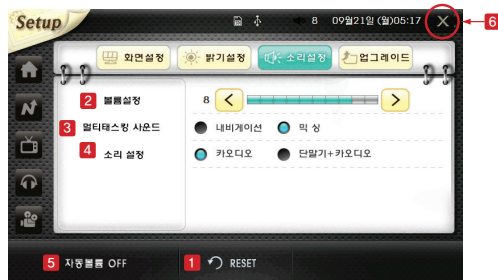 Setup 8 09월21일 (월)05:17 X 6
화면설정 밝기설정 소리설정 업그레이드
2 볼륨설정 8 < >
3 멀티태스킹 사운드 내비게이션 믹 싱
4 소리 설정 카오디오 단말기+카오디오
5 자동볼륨 OFF 1 RESET